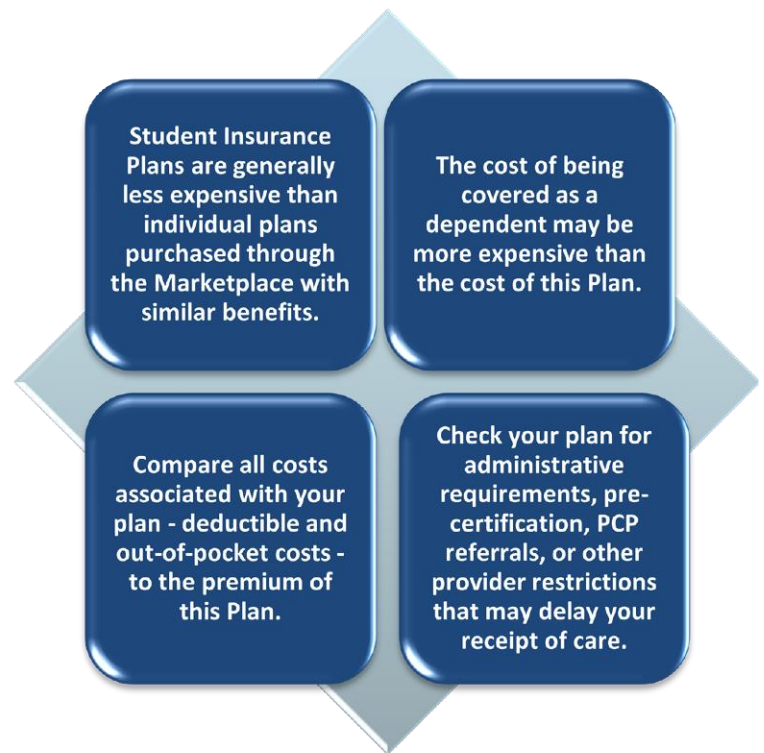 Student Insurance
Plans are generally
less expensive than
individual plans
purchased through
the Marketplace with
similar benefits.
The cost of being
covered as a
dependent may be
more expensive than
the cost of this Plan.
Compare all costs
associated with your
plan - deductible and
out-of-pocket costs -
to the premium of
this Plan.
Check your plan for
administrative
requirements, pre-
certification, PCP
referrals, or other
provider restrictions
that may delay your
receipt of care.